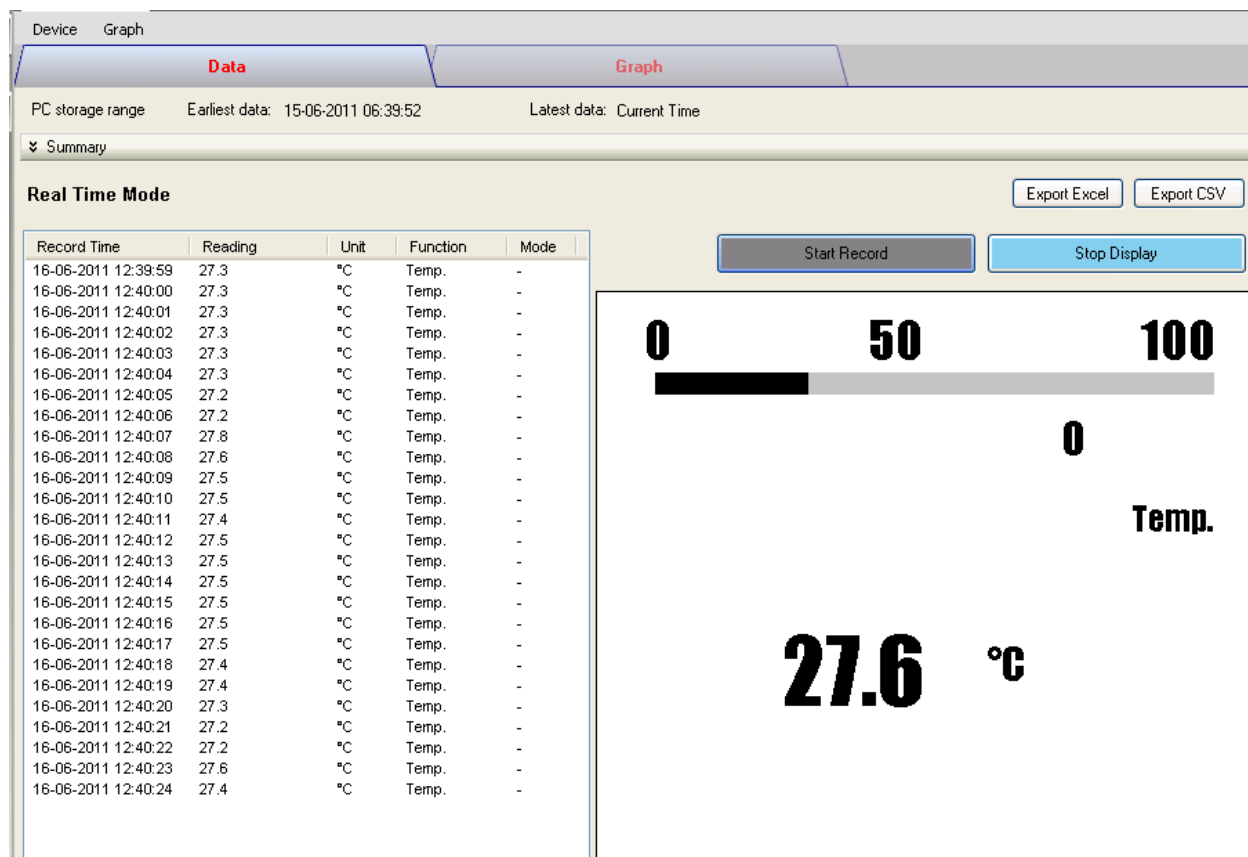 Device Graph
Data Graph
PC storage range Earliest data: 15-06-2011 06:39:52 Latest data: Current Time
Summary
Real Time Mode Export Excel Export CSV
Start Record Stop Display
Record Time Reading Unit Function Mode
16-06-2011 12:39:59 27.3 °C Temp. -
16-06-2011 12:40:00 27.3 °C Temp. -
16-06-2011 12:40:01 27.3 °C Temp. -
16-06-2011 12:40:02 27.3 °C Temp. -
16-06-2011 12:40:03 27.3 °C Temp. -
16-06-2011 12:40:04 27.3 °C Temp. -
16-06-2011 12:40:05 27.2 °C Temp. -
16-06-2011 12:40:06 27.2 °C Temp. -
16-06-2011 12:40:07 27.8 °C Temp. -
16-06-2011 12:40:08 27.6 °C Temp. -
16-06-2011 12:40:09 27.5 °C Temp. -
16-06-2011 12:40:10 27.5 °C Temp. -
16-06-2011 12:40:11 27.4 °C Temp. -
16-06-2011 12:40:12 27.5 °C Temp. -
16-06-2011 12:40:13 27.5 °C Temp. -
16-06-2011 12:40:14 27.5 °C Temp. -
16-06-2011 12:40:15 27.5 °C Temp. -
16-06-2011 12:40:16 27.5 °C Temp. -
16-06-2011 12:40:17 27.5 °C Temp. -
16-06-2011 12:40:18 27.4 °C Temp. -
16-06-2011 12:40:19 27.4 °C Temp. -
16-06-2011 12:40:20 27.3 °C Temp. -
16-06-2011 12:40:21 27.2 °C Temp. -
16-06-2011 12:40:22 27.2 °C Temp. -
16-06-2011 12:40:23 27.6 °C Temp. -
16-06-2011 12:40:24 27.4 °C Temp. -
0 50 100
0
Temp.
27.6 °C